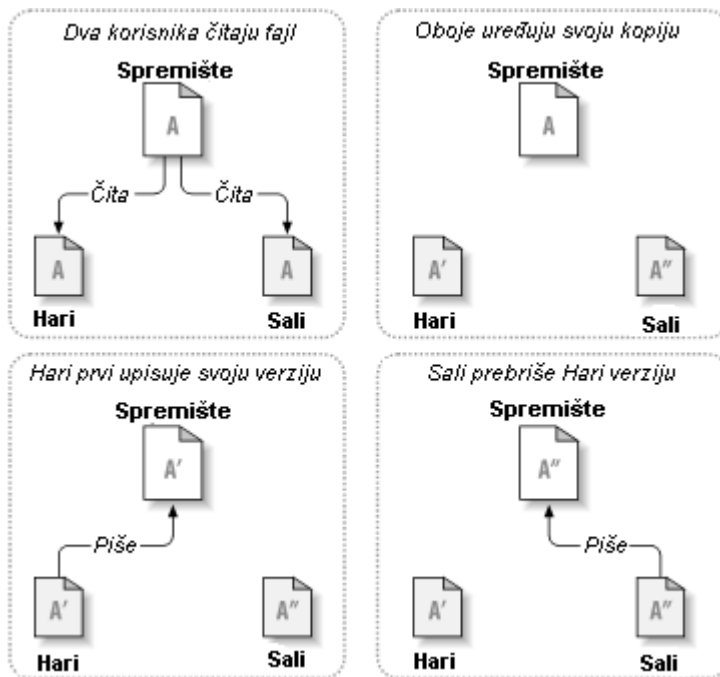 Dva korisnika čitaju fajl
Spremište
A
Čita
Čita
A
A
Hari
Sali
Oboje uređuju svoju kopiju
Spremište
A
A'
A"
Hari
Sali
Hari prvi upisuje svoju verziju
Spremište
A'
Piše
A'
A"
Hari
Sali
Sali prebriše Hari verziju
Spremište
A"
Piše
A'
A"
Hari
Sali